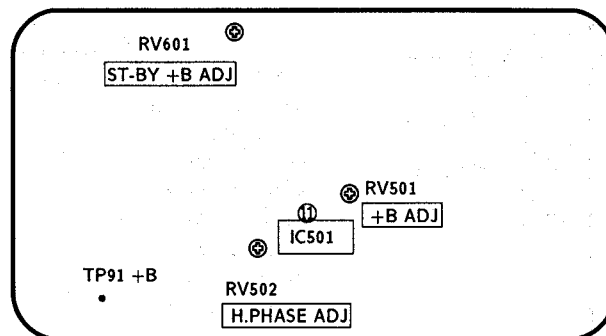 RV601
ST-BY +B ADJ
RV501
+B ADJ
11
IC501
TP91 +B
RV502
H.PHASE ADJ